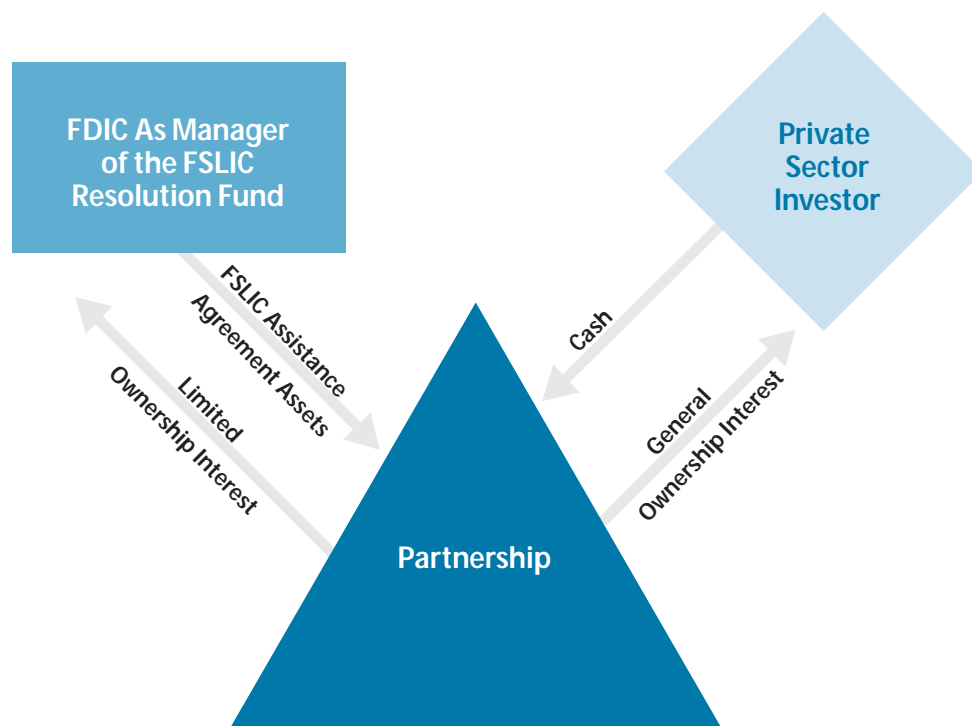 FDIC As Manager
of the FSLIC
Resolution Fund
Private
Sector
Investor
FSLIC Assistance
Agreement Assets
Limited
Ownership Interest
Cash
General
Ownership Interest
Partnership